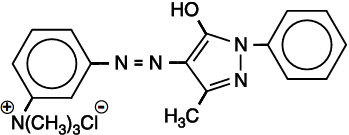 HO
N=N
N
N
H₃C
⊕ ⊖
N(CH₃)₃Cl